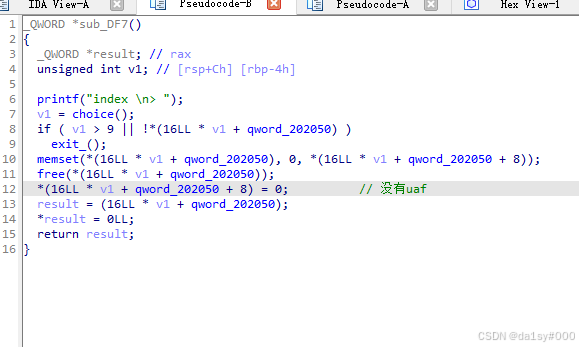 IDA View-A Pseudocode-B Pseudocode-A Hex View-1
1 _QWORD *sub_DF7()
2 {
3 _QWORD *result; // rax
4 unsigned int v1; // [rsp+Ch] [rbp-4h]
5
6 printf("index \n> ");
7 v1 = choice();
8 if ( v1 > 9 || !*(16LL * v1 + qword_202050) )
9 exit_();
10 memset(*(16LL * v1 + qword_202050), 0, *(16LL * v1 + qword_202050 + 8));
11 free(*(16LL * v1 + qword_202050));
12 *(16LL * v1 + qword_202050 + 8) = 0; // 没有uaf
13 result = (16LL * v1 + qword_202050);
14 *result = 0LL;
15 return result;
16 }
CSDN @da1sy#000